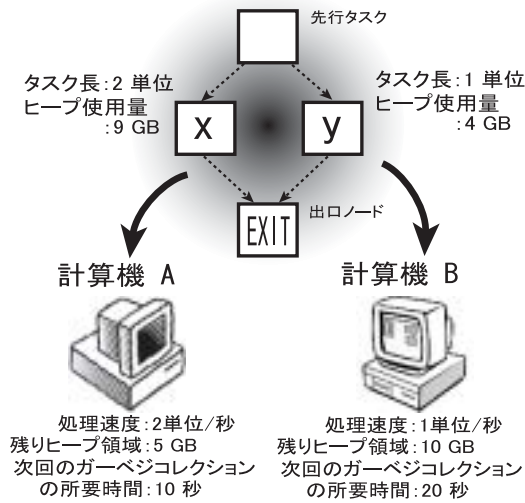 先行タスク
タスク長:2 単位
ヒープ使用量
:9 GB
タスク長:1 単位
ヒープ使用量
:4 GB
x
y
EXIT
出口ノード
計算機 A
計算機 B
処理速度:2単位/秒
残りヒープ領域:5 GB
次回のガーベジコレクション
の所要時間:10 秒
処理速度:1単位/秒
残りヒープ領域:10 GB
次回のガーベジコレクション
の所要時間:20 秒